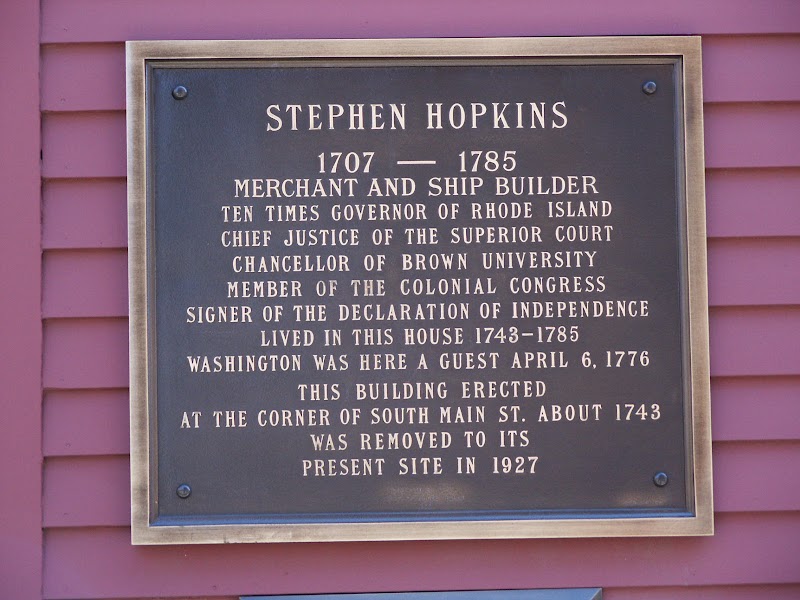 STEPHEN HOPKINS
1707 — 1785
MERCHANT AND SHIP BUILDER
TEN TIMES GOVERNOR OF RHODE ISLAND
CHIEF JUSTICE OF THE SUPERIOR COURT
CHANCELLOR OF BROWN UNIVERSITY
MEMBER OF THE COLONIAL CONGRESS
SIGNER OF THE DECLARATION OF INDEPENDENCE
LIVED IN THIS HOUSE 1743–1785
WASHINGTON WAS HERE A GUEST APRIL 6, 1776
THIS BUILDING ERECTED
AT THE CORNER OF SOUTH MAIN ST. ABOUT 1743
WAS REMOVED TO ITS
PRESENT SITE IN 1927